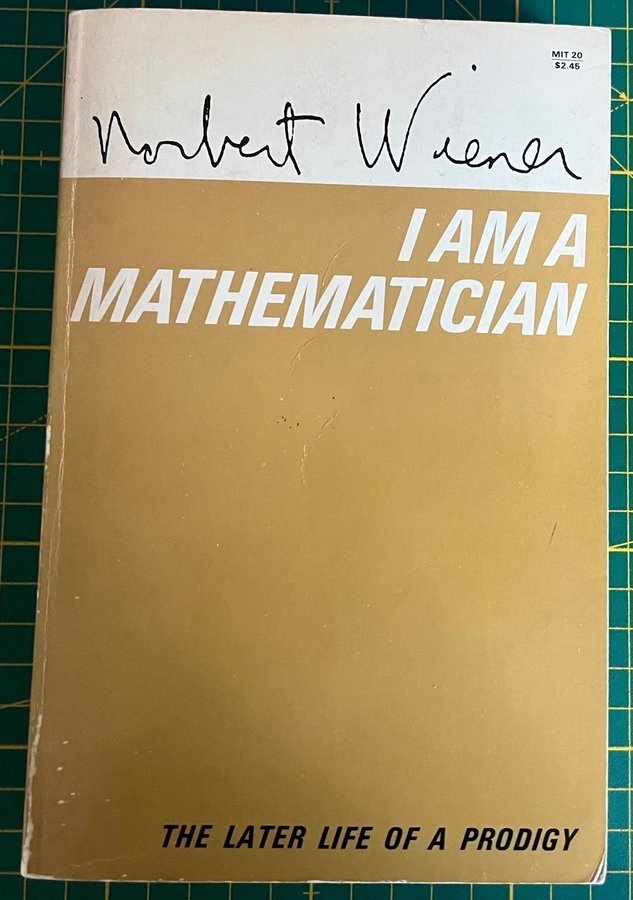 MIT 20
$2.45
Norbert Wiener
I AM A
MATHEMATICIAN
THE LATER LIFE OF A PRODIGY